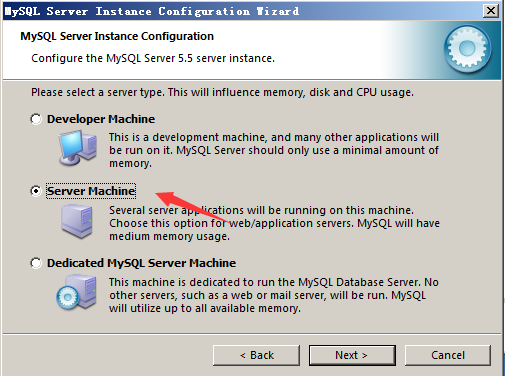 MySQL Server Instance Configuration Wizard
MySQL Server Instance Configuration
Configure the MySQL Server 5.5 server instance.
Please select a server type. This will influence memory, disk and CPU usage.
Developer Machine
This is a development machine, and many other applications will
be run on it. MySQL Server should only use a minimal amount of
memory.
Server Machine
Several server applications will be running on this machine.
Choose this option for web/application servers. MySQL will have
medium memory usage.
Dedicated MySQL Server Machine
This machine is dedicated to run the MySQL Database Server. No
other servers, such as a web or mail server, will be run. MySQL
will utilize up to all available memory.
< Back
Next >
Cancel